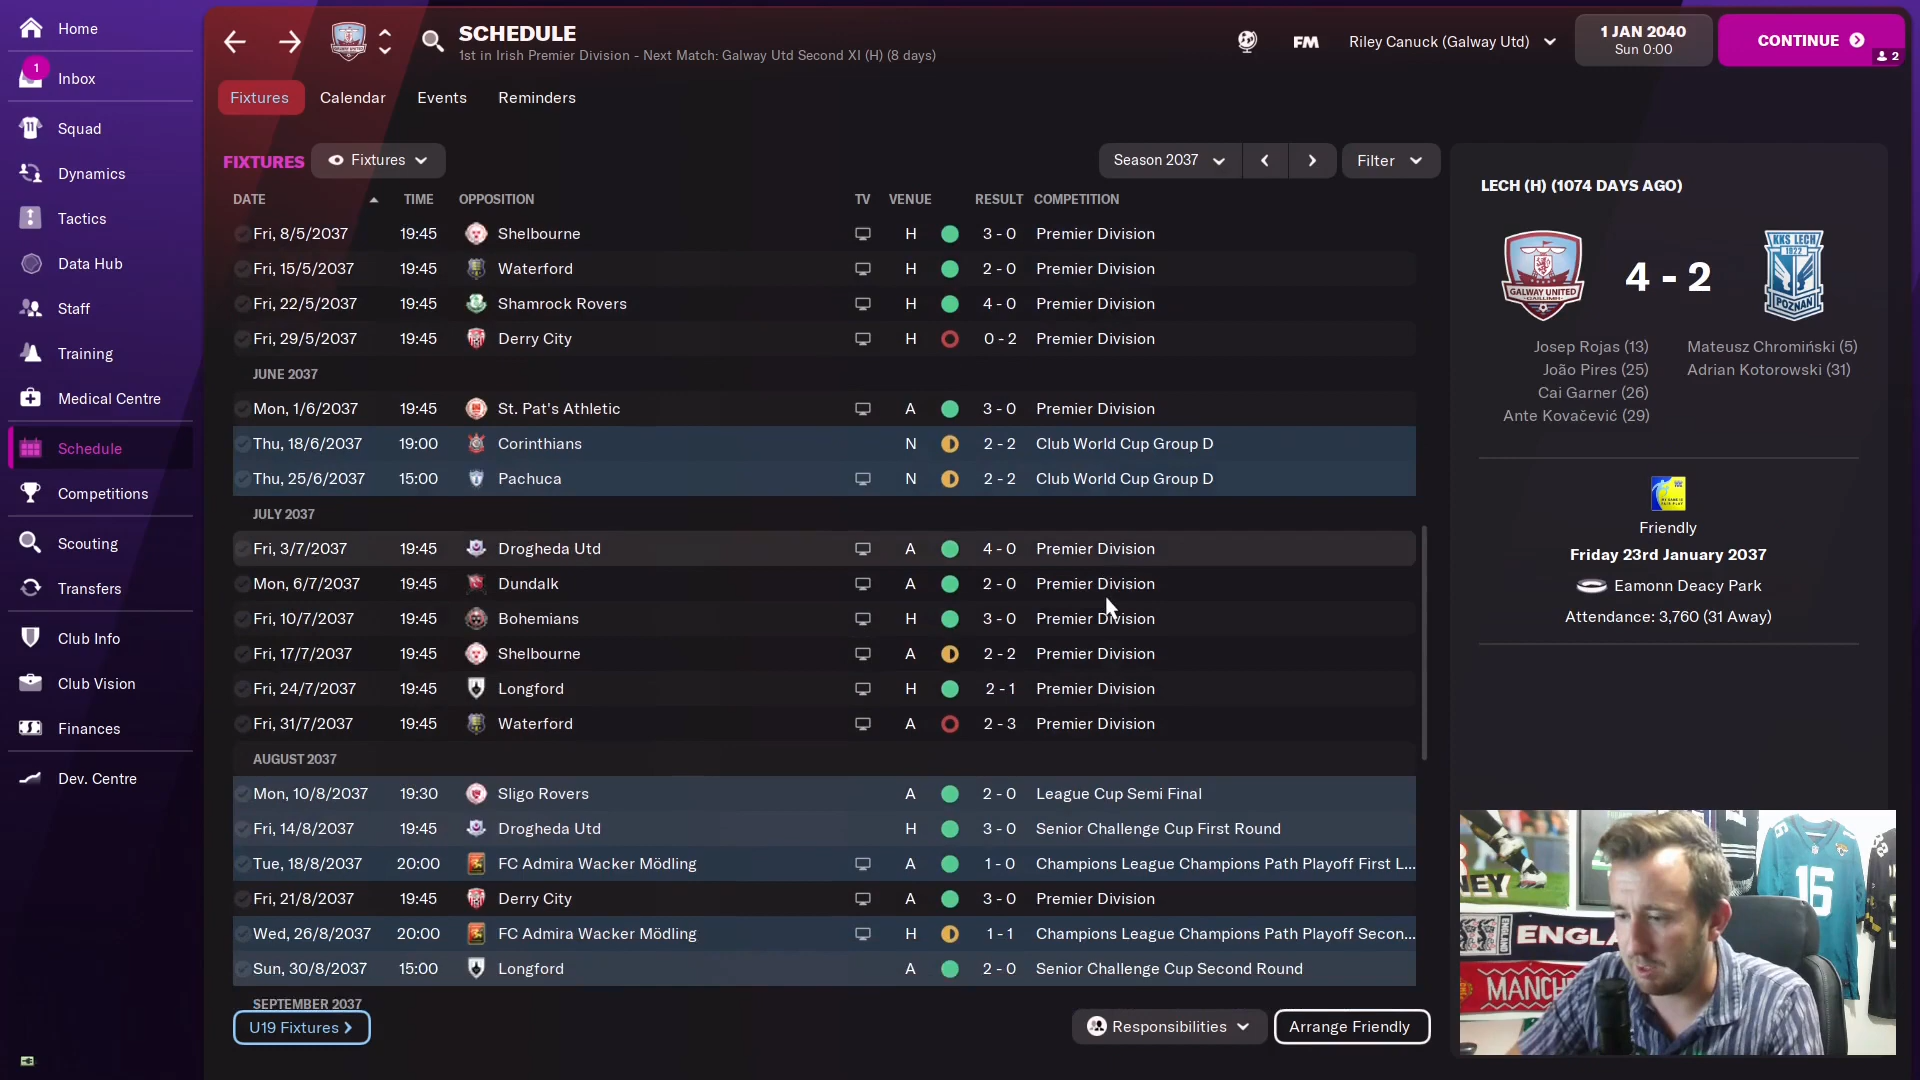 Home
1
Inbox
Squad
Dynamics
Tactics
Data Hub
Staff
Training
Medical Centre
Schedule
Competitions
Scouting
Transfers
Club Info
Club Vision
Finances
Dev. Centre
SCHEDULE
1st in Irish Premier Division - Next Match: Galway Utd Second XI (H) (8 days)
FM
Riley Canuck (Galway Utd)
1 JAN 2040
Sun 0:00
CONTINUE
2
Fixtures Calendar Events Reminders
FIXTURES Fixtures Season 2037 Filter
DATE TIME OPPOSITION TV VENUE RESULT COMPETITION
Fri, 8/5/2037 19:45 Shelbourne H 3 - 0 Premier Division
Fri, 15/5/2037 19:45 Waterford H 2 - 0 Premier Division
Fri, 22/5/2037 19:45 Shamrock Rovers H 4 - 0 Premier Division
Fri, 29/5/2037 19:45 Derry City H 0 - 2 Premier Division
JUNE 2037
Mon, 1/6/2037 19:45 St. Pat's Athletic A 3 - 0 Premier Division
Thu, 18/6/2037 19:00 Corinthians N 2 - 2 Club World Cup Group D
Thu, 25/6/2037 15:00 Pachuca N 2 - 2 Club World Cup Group D
JULY 2037
Fri, 3/7/2037 19:45 Drogheda Utd A 4 - 0 Premier Division
Mon, 6/7/2037 19:45 Dundalk A 2 - 0 Premier Division
Fri, 10/7/2037 19:45 Bohemians H 3 - 0 Premier Division
Fri, 17/7/2037 19:45 Shelbourne A 2 - 2 Premier Division
Fri, 24/7/2037 19:45 Longford H 2 - 1 Premier Division
Fri, 31/7/2037 19:45 Waterford A 2 - 3 Premier Division
AUGUST 2037
Mon, 10/8/2037 19:30 Sligo Rovers A 2 - 0 League Cup Semi Final
Fri, 14/8/2037 19:45 Drogheda Utd H 3 - 0 Senior Challenge Cup First Round
Tue, 18/8/2037 20:00 FC Admira Wacker Mödling A 1 - 0 Champions League Champions Path Playoff First L...
Fri, 21/8/2037 19:45 Derry City A 3 - 0 Premier Division
Wed, 26/8/2037 20:00 FC Admira Wacker Mödling H 1 - 1 Champions League Champions Path Playoff Secon...
Sun, 30/8/2037 15:00 Longford A 2 - 0 Senior Challenge Cup Second Round
SEPTEMBER 2037
U19 Fixtures Responsibilities Arrange Friendly
LECH (H) (1074 DAYS AGO)
GALWAY UNITED
4 - 2
KKS LECH
1922
POZNAŃ
Josep Rojas (13) Mateusz Chromiński (5)
João Pires (25) Adrian Kotorowski (31)
Cai Garner (26)
Ante Kovačević (29)
Friendly
Friday 23rd January 2037
Eamonn Deacy Park
Attendance: 3,760 (31 Away)
16
ENGLA
MANCH